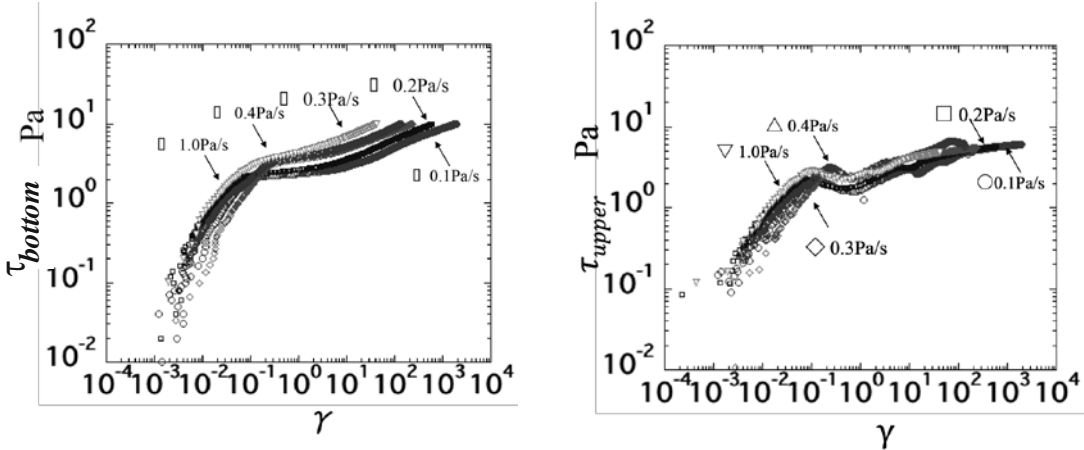 10² 10¹ 10⁰ 10⁻¹ 10⁻²
τbottom Pa
1.0Pa/s 0.4Pa/s 0.3Pa/s 0.2Pa/s 0.1Pa/s
10⁻⁴ 10⁻³ 10⁻² 10⁻¹ 10⁰ 10¹ 10² 10³ 10⁴
γ
10² 10¹ 10⁰ 10⁻¹ 10⁻²
τupper Pa
1.0Pa/s 0.4Pa/s 0.2Pa/s 0.1Pa/s 0.3Pa/s
10⁻⁴ 10⁻³ 10⁻² 10⁻¹ 10⁰ 10¹ 10² 10³ 10⁴
γ